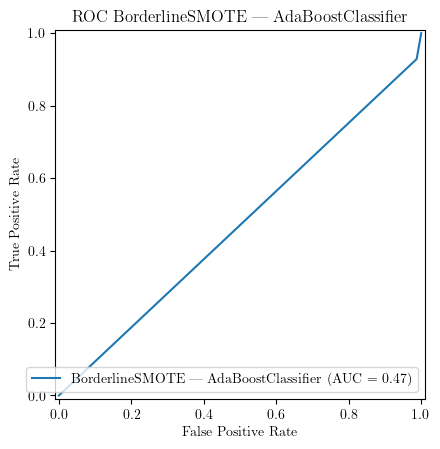 ROC BorderlineSMOTE — AdaBoostClassifier
True Positive Rate
1.0
0.8
0.6
0.4
0.2
0.0
BorderlineSMOTE — AdaBoostClassifier (AUC = 0.47)
0.0 0.2 0.4 0.6 0.8 1.0
False Positive Rate